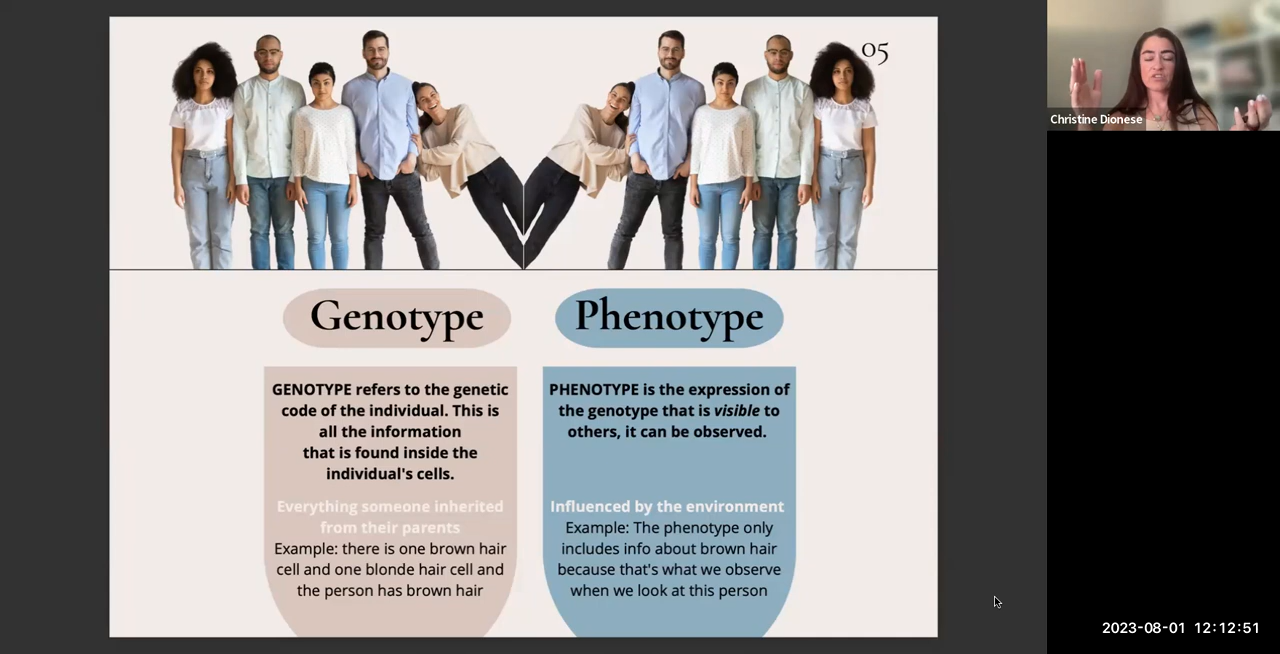 05
Christine Dionese
Genotype
GENOTYPE refers to the genetic
code of the individual. This is
all the information
that is found inside the
individual's cells.
Everything someone inherited
from their parents
Example: there is one brown hair
cell and one blonde hair cell and
the person has brown hair
Phenotype
PHENOTYPE is the expression of
the genotype that is visible to
others, it can be observed.
Influenced by the environment
Example: The phenotype only
includes info about brown hair
because that's what we observe
when we look at this person
2023-08-01 12:12:51